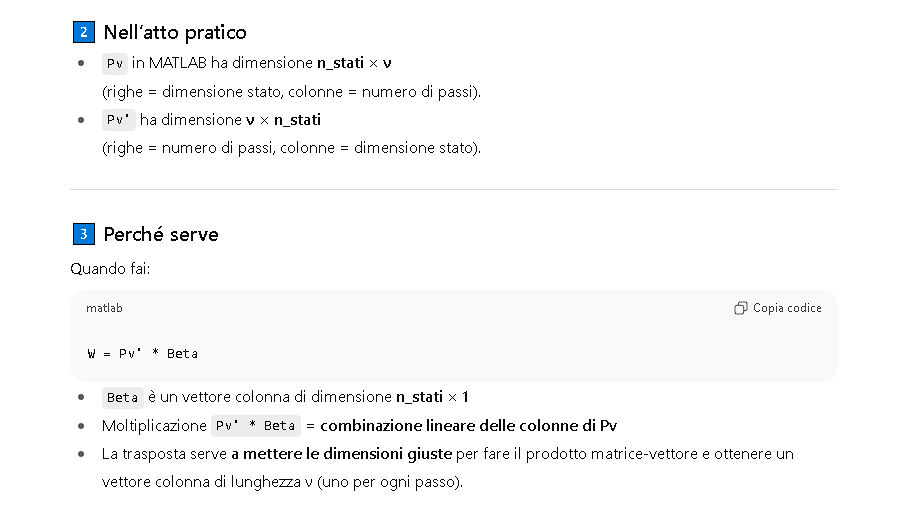 2 Nell'atto pratico
• Pv in MATLAB ha dimensione n_stati × ν
(righe = dimensione stato, colonne = numero di passi).
• Pv' ha dimensione ν × n_stati
(righe = numero di passi, colonne = dimensione stato).
3 Perché serve
Quando fai:
matlab Copia codice
W = Pv' * Beta
• Beta è un vettore colonna di dimensione n_stati × 1
• Moltiplicazione Pv' * Beta = combinazione lineare delle colonne di Pv
• La trasposta serve a mettere le dimensioni giuste per fare il prodotto matrice-vettore e ottenere un
vettore colonna di lunghezza ν (uno per ogni passo).